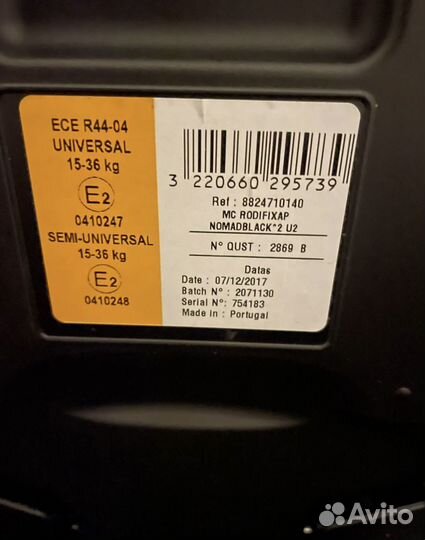 ECE R44-04
UNIVERSAL
15-36 kg
E2
0410247
SEMI-UNIVERSAL
15-36 kg
E2
0410248
3 220660 295739
Ref : 8824710140
MC RODIFIXAP
NOMADBLACK^2 U2
N° QUST : 2869 B
Datas
Date : 07/12/2017
Batch N° : 2071130
Serial N°: 754183
Made in : Portugal
Avito